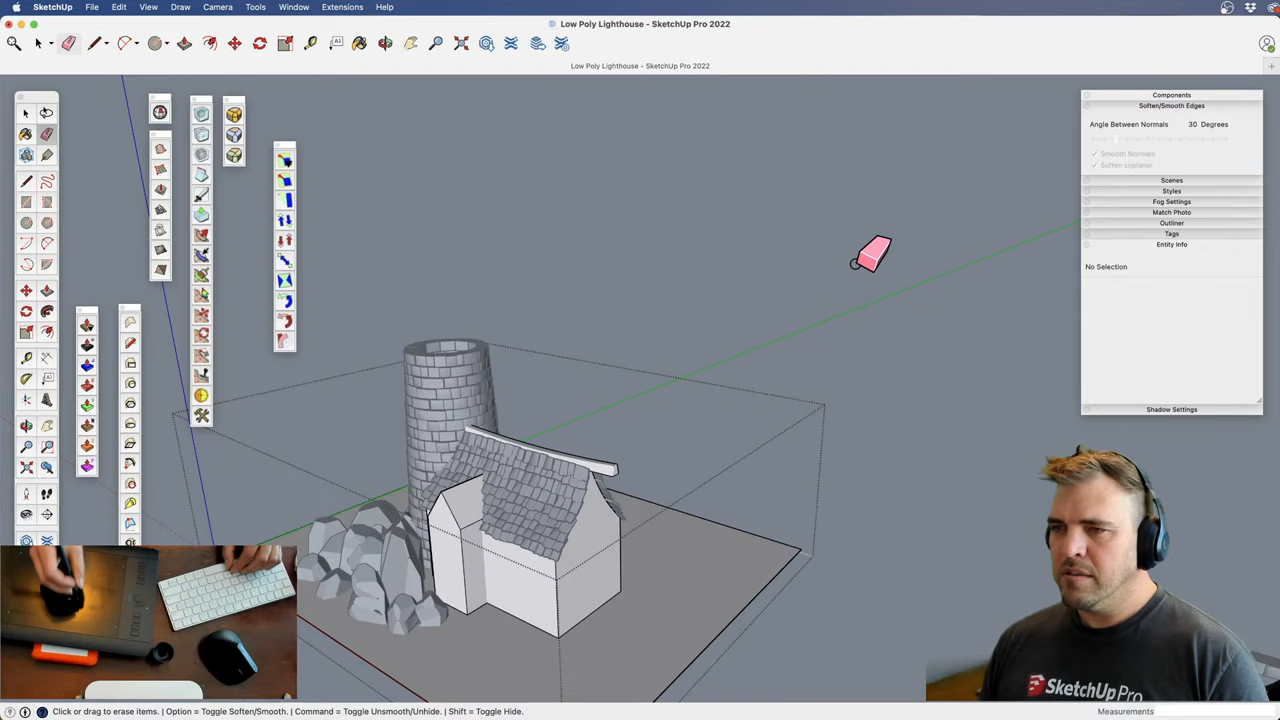 SketchUp File Edit View Draw Camera Tools Window Extensions Help
Low Poly Lighthouse - SketchUp Pro 2022
Low Poly Lighthouse - SketchUp Pro 2022
Components
Soften/Smooth Edges
Angle Between Normals 30 Degrees
Smooth Normals
Soften coplanar
Scenes
Styles
Fog Settings
Match Photo
Outliner
Tags
Entity Info
No Selection
Shadow Settings
SketchUp Pro
Click or drag to erase items. | Option = Toggle Soften/Smooth. | Command = Toggle Unsmooth/Unhide. | Shift = Toggle Hide.
Measurements